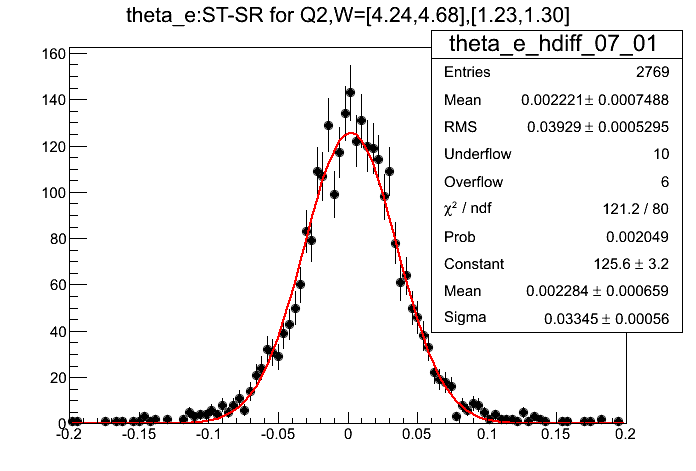 theta_e:ST-SR for Q2,W=[4.24,4.68],[1.23,1.30]
theta_e_hdiff_07_01
Entries 2769
Mean 0.002221± 0.0007488
RMS 0.03929 ± 0.0005295
Underflow 10
Overflow 6
χ² / ndf 121.2 / 80
Prob 0.002049
Constant 125.6 ± 3.2
Mean 0.002284 ± 0.000659
Sigma 0.03345 ± 0.00056
160
140
120
100
80
60
40
20
0
-0.2 -0.15 -0.1 -0.05 0 0.05 0.1 0.15 0.2